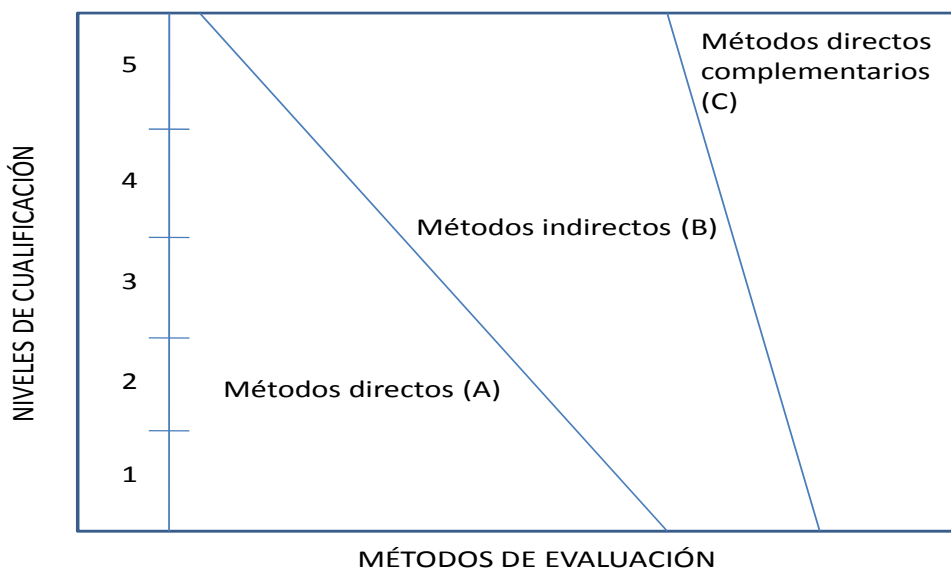 NIVELES DE CUALIFICACIÓN
5
4
3
2
1
Métodos directos
complementarios
(C)
Métodos indirectos (B)
Métodos directos (A)
MÉTODOS DE EVALUACIÓN